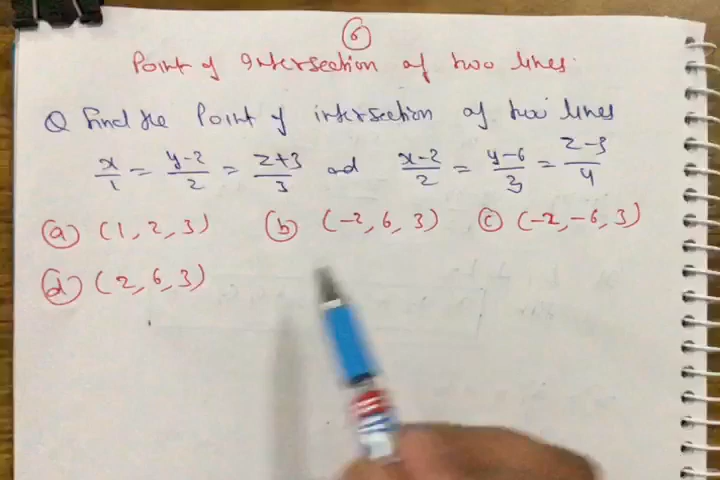 6
Point of Intersection of two lines.
Q Find the Point of intersection of two lines
x/1 = y-2/2 = z+3/3 and x-2/2 = y-6/3 = z-3/4
(a) (1, 2, 3) (b) (-2, 6, 3) (c) (-2, -6, 3)
(d) (2, 6, 3)